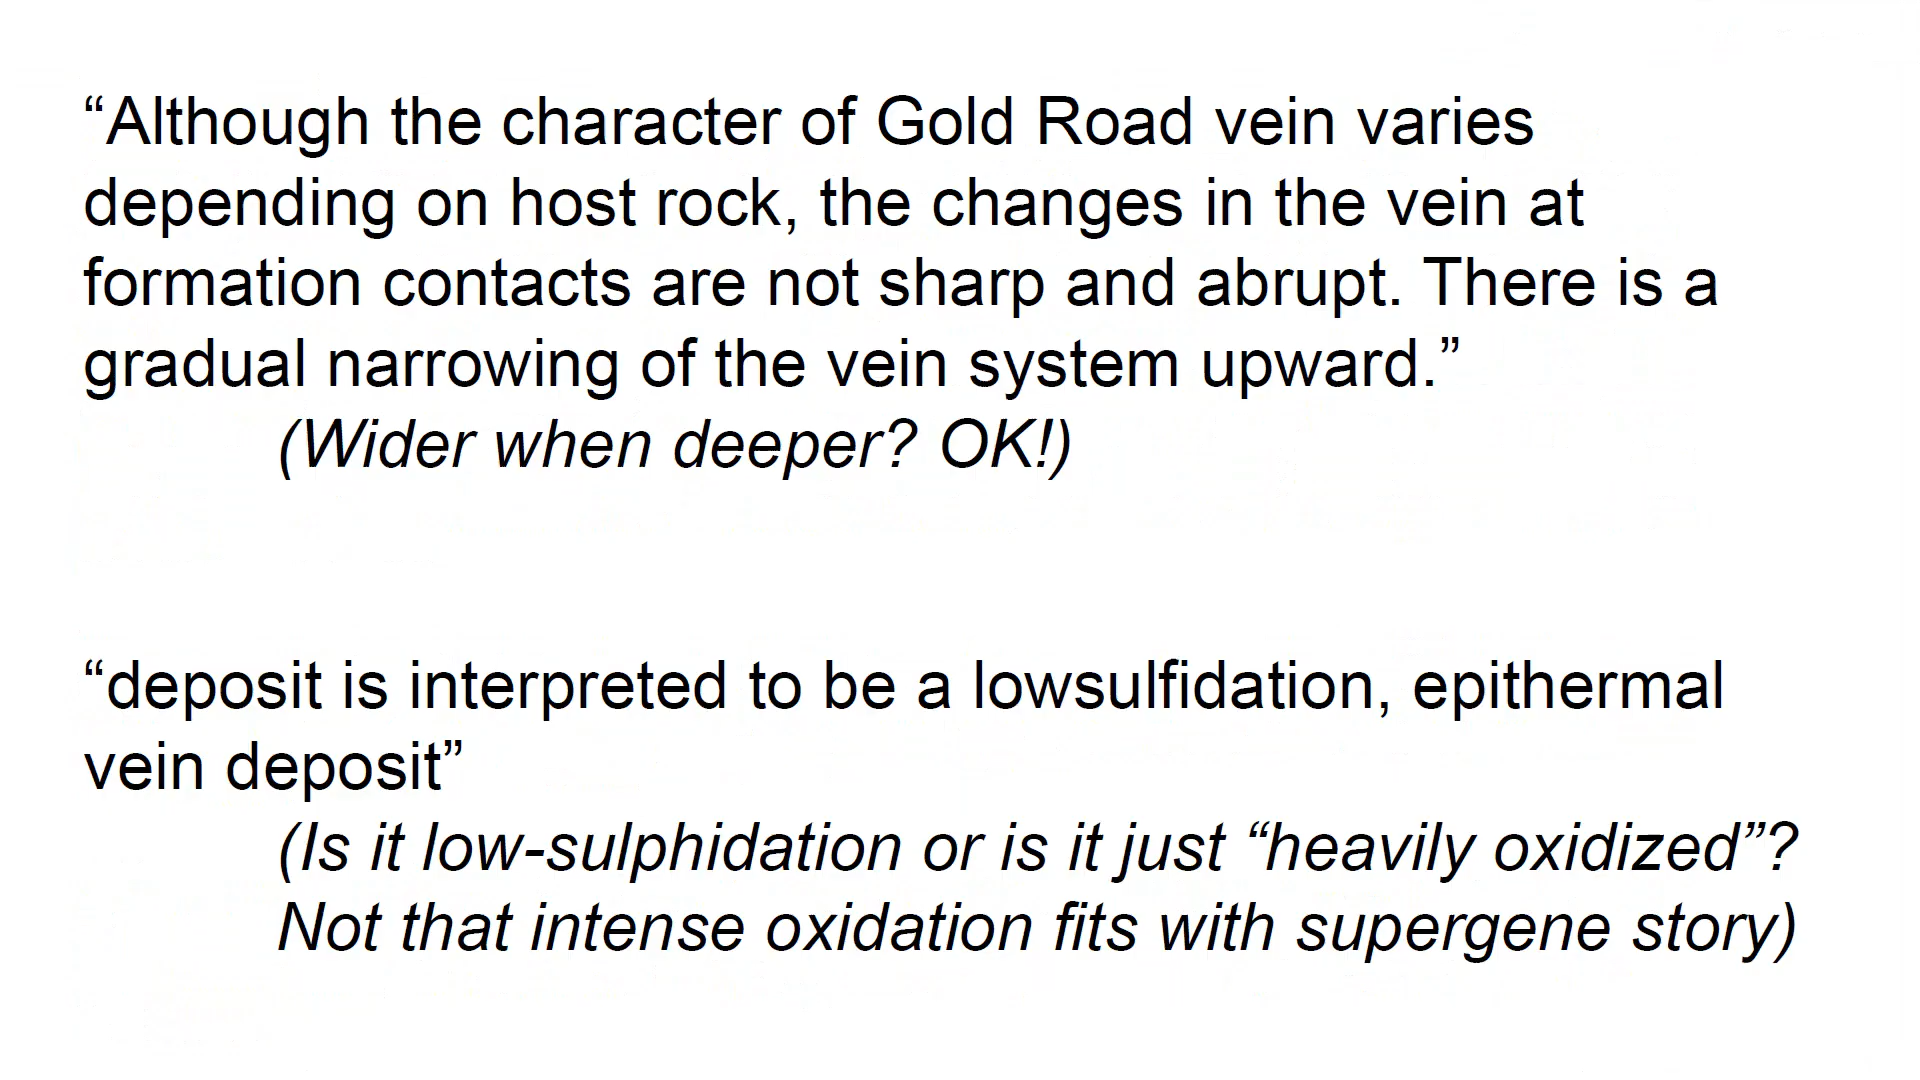 “Although the character of Gold Road vein varies
depending on host rock, the changes in the vein at
formation contacts are not sharp and abrupt. There is a
gradual narrowing of the vein system upward.”
(Wider when deeper? OK!)
“deposit is interpreted to be a lowsulfidation, epithermal
vein deposit”
(Is it low-sulphidation or is it just “heavily oxidized”?
Not that intense oxidation fits with supergene story)